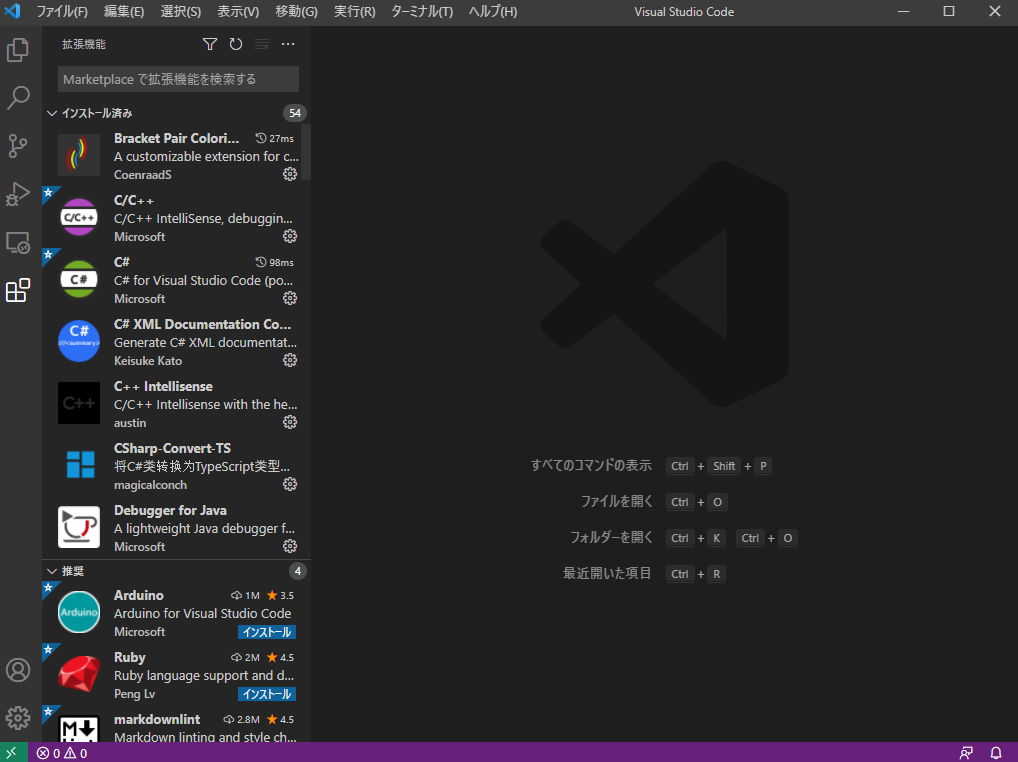 ファイル(F) 編集(E) 選択(S) 表示(V) 移動(G) 実行(R) ターミナル(T) ヘルプ(H) Visual Studio Code
拡張機能
Marketplace で拡張機能を検索する
インストール済み 54
Bracket Pair Colori... 27ms
A customizable extension for c...
CoenraadS
C/C++
C/C++
C/C++ IntelliSense, debuggin...
Microsoft
C#
C# 98ms
C# for Visual Studio Code (po...
Microsoft
C#
///<summary>
C# XML Documentation Co...
Generate C# XML documentat...
Keisuke Kato
C++
C++ Intellisense
C/C++ Intellisense with the he...
austin
CSharp-Convert-TS
将C#类转换为TypeScript类型...
magicalconch
Debugger for Java
A lightweight Java debugger f...
Microsoft
推奨 4
Arduino
Arduino 1M 3.5
Arduino for Visual Studio Code
Microsoft インストール
Ruby 2M 4.5
Ruby language support and d...
Peng Lv インストール
M
markdownlint 2.8M 4.5
Markdown linting and style ch...
すべてのコマンドの表示 Ctrl + Shift + P
ファイルを開く Ctrl + O
フォルダーを開く Ctrl + K Ctrl + O
最近開いた項目 Ctrl + R
0 0